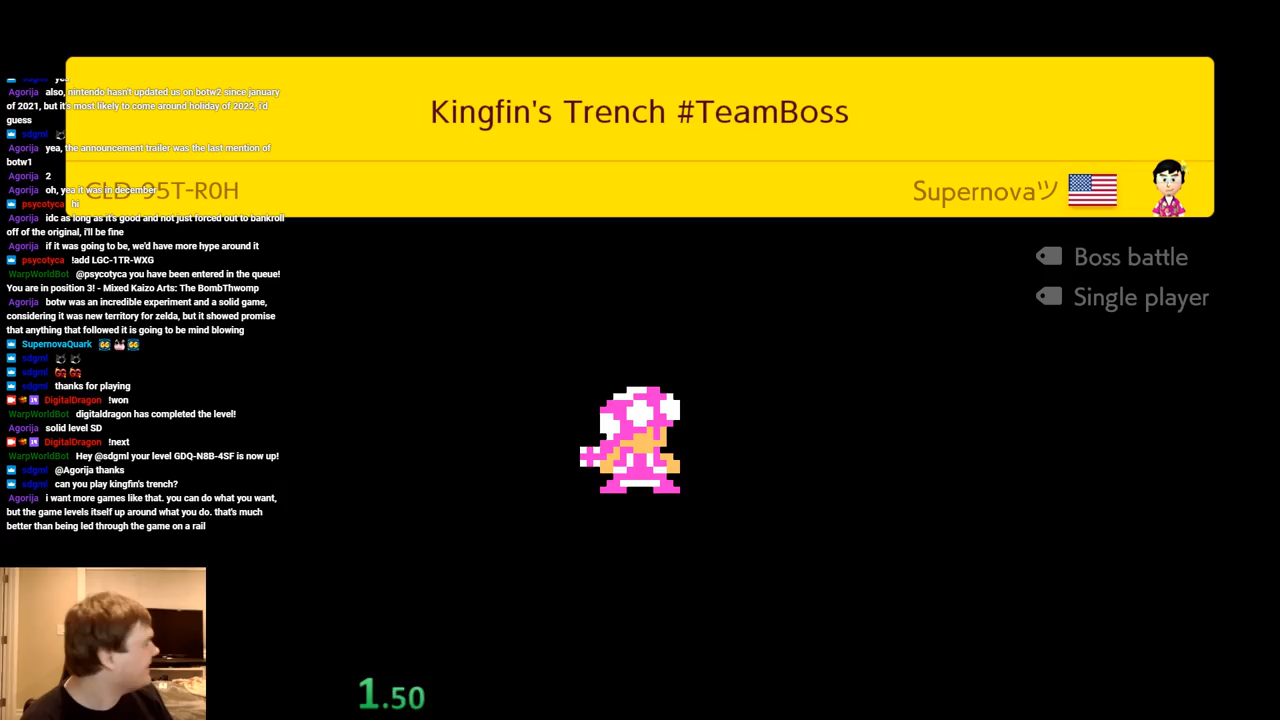 Kingfin's Trench #TeamBoss
CLD-95T-R0H
Supernovaツ
Boss battle
Single player
Agorija also, nintendo hasn't updated us on botw2 since january
of 2021, but it's most likely to come around holiday of 2022, i'd
guess
sdgml
Agorija yea, the announcement trailer was the last mention of
botw1
Agorija 2
Agorija oh, yea it was in december
psycotyca hi
Agorija idc as long as it's good and not just forced out to bankroll
off of the original, i'll be fine
Agorija if it was going to be, we'd have more hype around it
psycotyca !add LGC-1TR-WXG
WarpWorldBot @psycotyca you have been entered in the queue!
You are in position 3! - Mixed Kaizo Arts: The BombThwomp
Agorija botw was an incredible experiment and a solid game,
considering it was new territory for zelda, but it showed promise
that anything that followed it is going to be mind blowing
SupernovaQuark
sdgml
sdgml
sdgml thanks for playing
DigitalDragon !won
WarpWorldBot digitaldragon has completed the level!
Agorija solid level SD
DigitalDragon !next
WarpWorldBot Hey @sdgml your level GDQ-N8B-4SF is now up!
sdgml @Agorija thanks
sdgml can you play kingfin's trench?
Agorija i want more games like that. you can do what you want,
but the game levels itself up around what you do. that's much
better than being led through the game on a rail
1.50